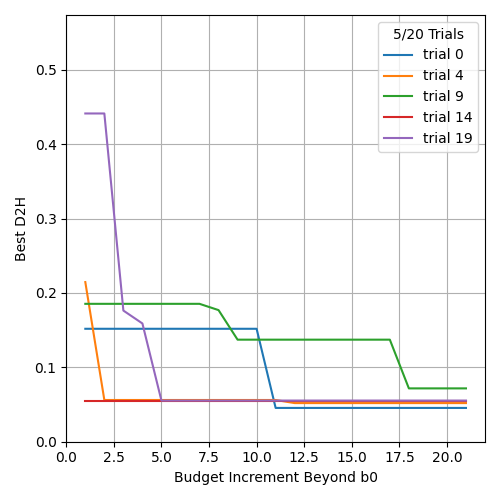 5/20 Trials
trial 0
trial 4
trial 9
trial 14
trial 19
Best D2H
0.5
0.4
0.3
0.2
0.1
0.0
0.0 2.5 5.0 7.5 10.0 12.5 15.0 17.5 20.0
Budget Increment Beyond b0